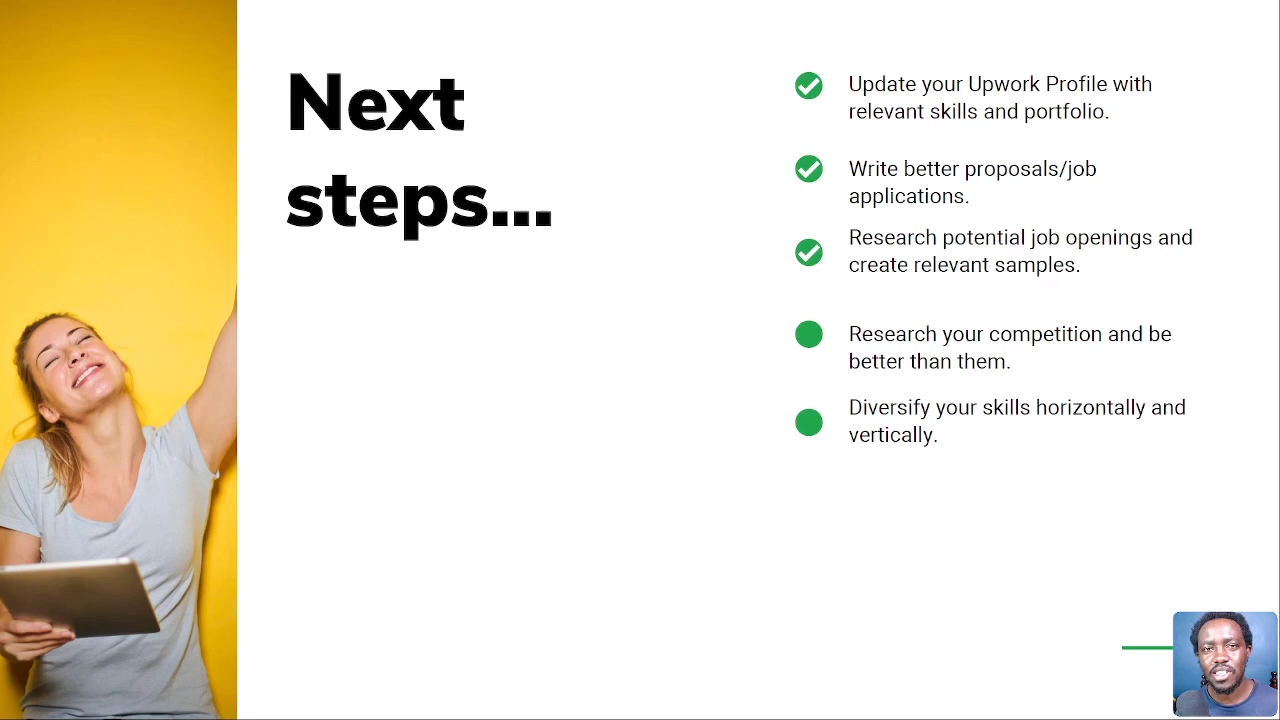 Next
steps...
Update your Upwork Profile with
relevant skills and portfolio.
Write better proposals/job
applications.
Research potential job openings and
create relevant samples.
Research your competition and be
better than them.
Diversify your skills horizontally and
vertically.